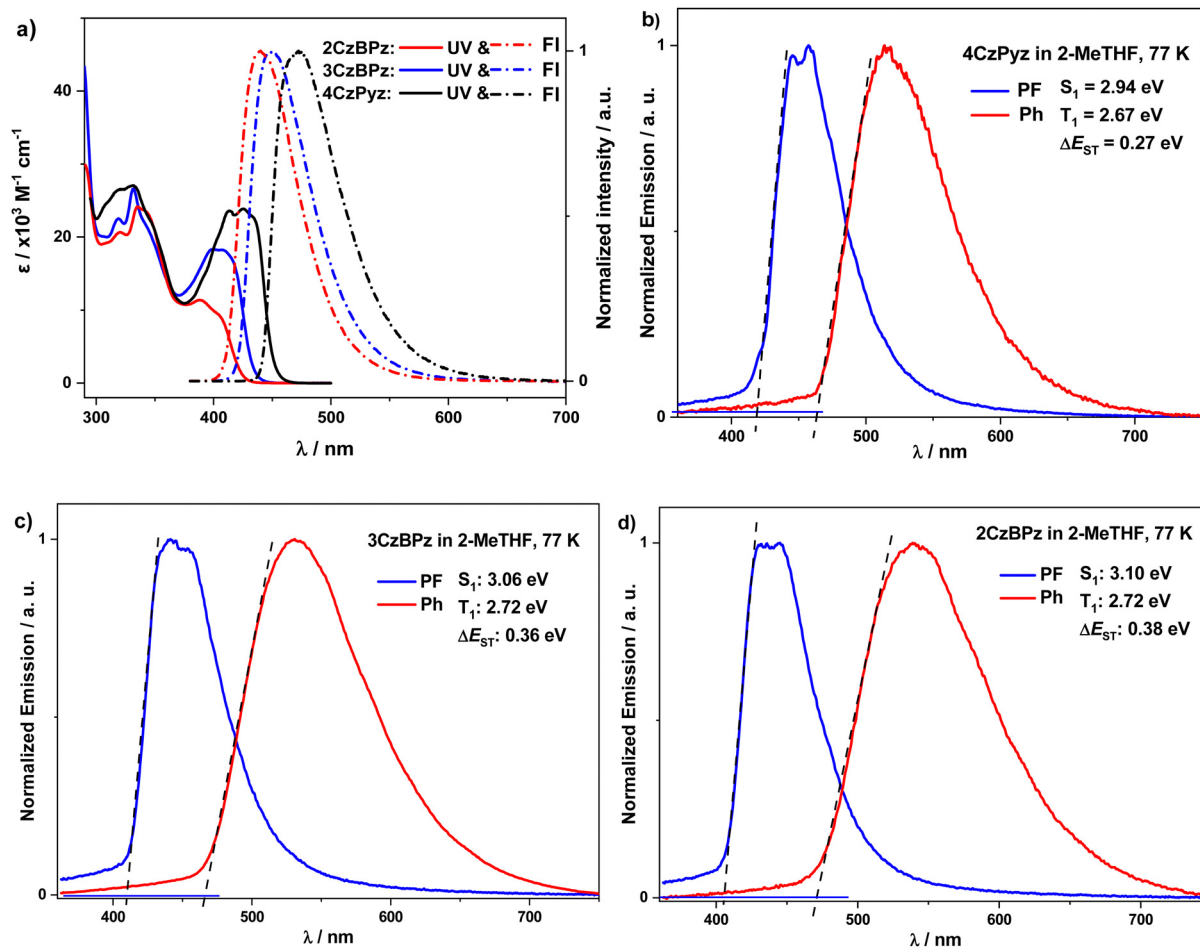 a)
2CzBPz: UV & FI
3CzBPz: UV & FI
4CzPyz: UV & FI
40
20
0
ε / x10³ M⁻¹ cm⁻¹
1
0
Normalized intensity / a.u.
300 400 500 600 700
λ / nm
b)
4CzPyz in 2-MeTHF, 77 K
PF S₁ = 2.94 eV
Ph T₁ = 2.67 eV
ΔE_ST = 0.27 eV
1
0
Normalized Emission / a.u.
400 500 600 700
λ / nm
c)
3CzBPz in 2-MeTHF, 77 K
PF S₁: 3.06 eV
Ph T₁: 2.72 eV
ΔE_ST: 0.36 eV
1
0
Normalized Emission / a. u.
400 500 600 700
λ / nm
d)
2CzBPz in 2-MeTHF, 77 K
PF S₁: 3.10 eV
Ph T₁: 2.72 eV
ΔE_ST: 0.38 eV
1
0
Normalized Emission / a. u.
400 500 600 700
λ / nm